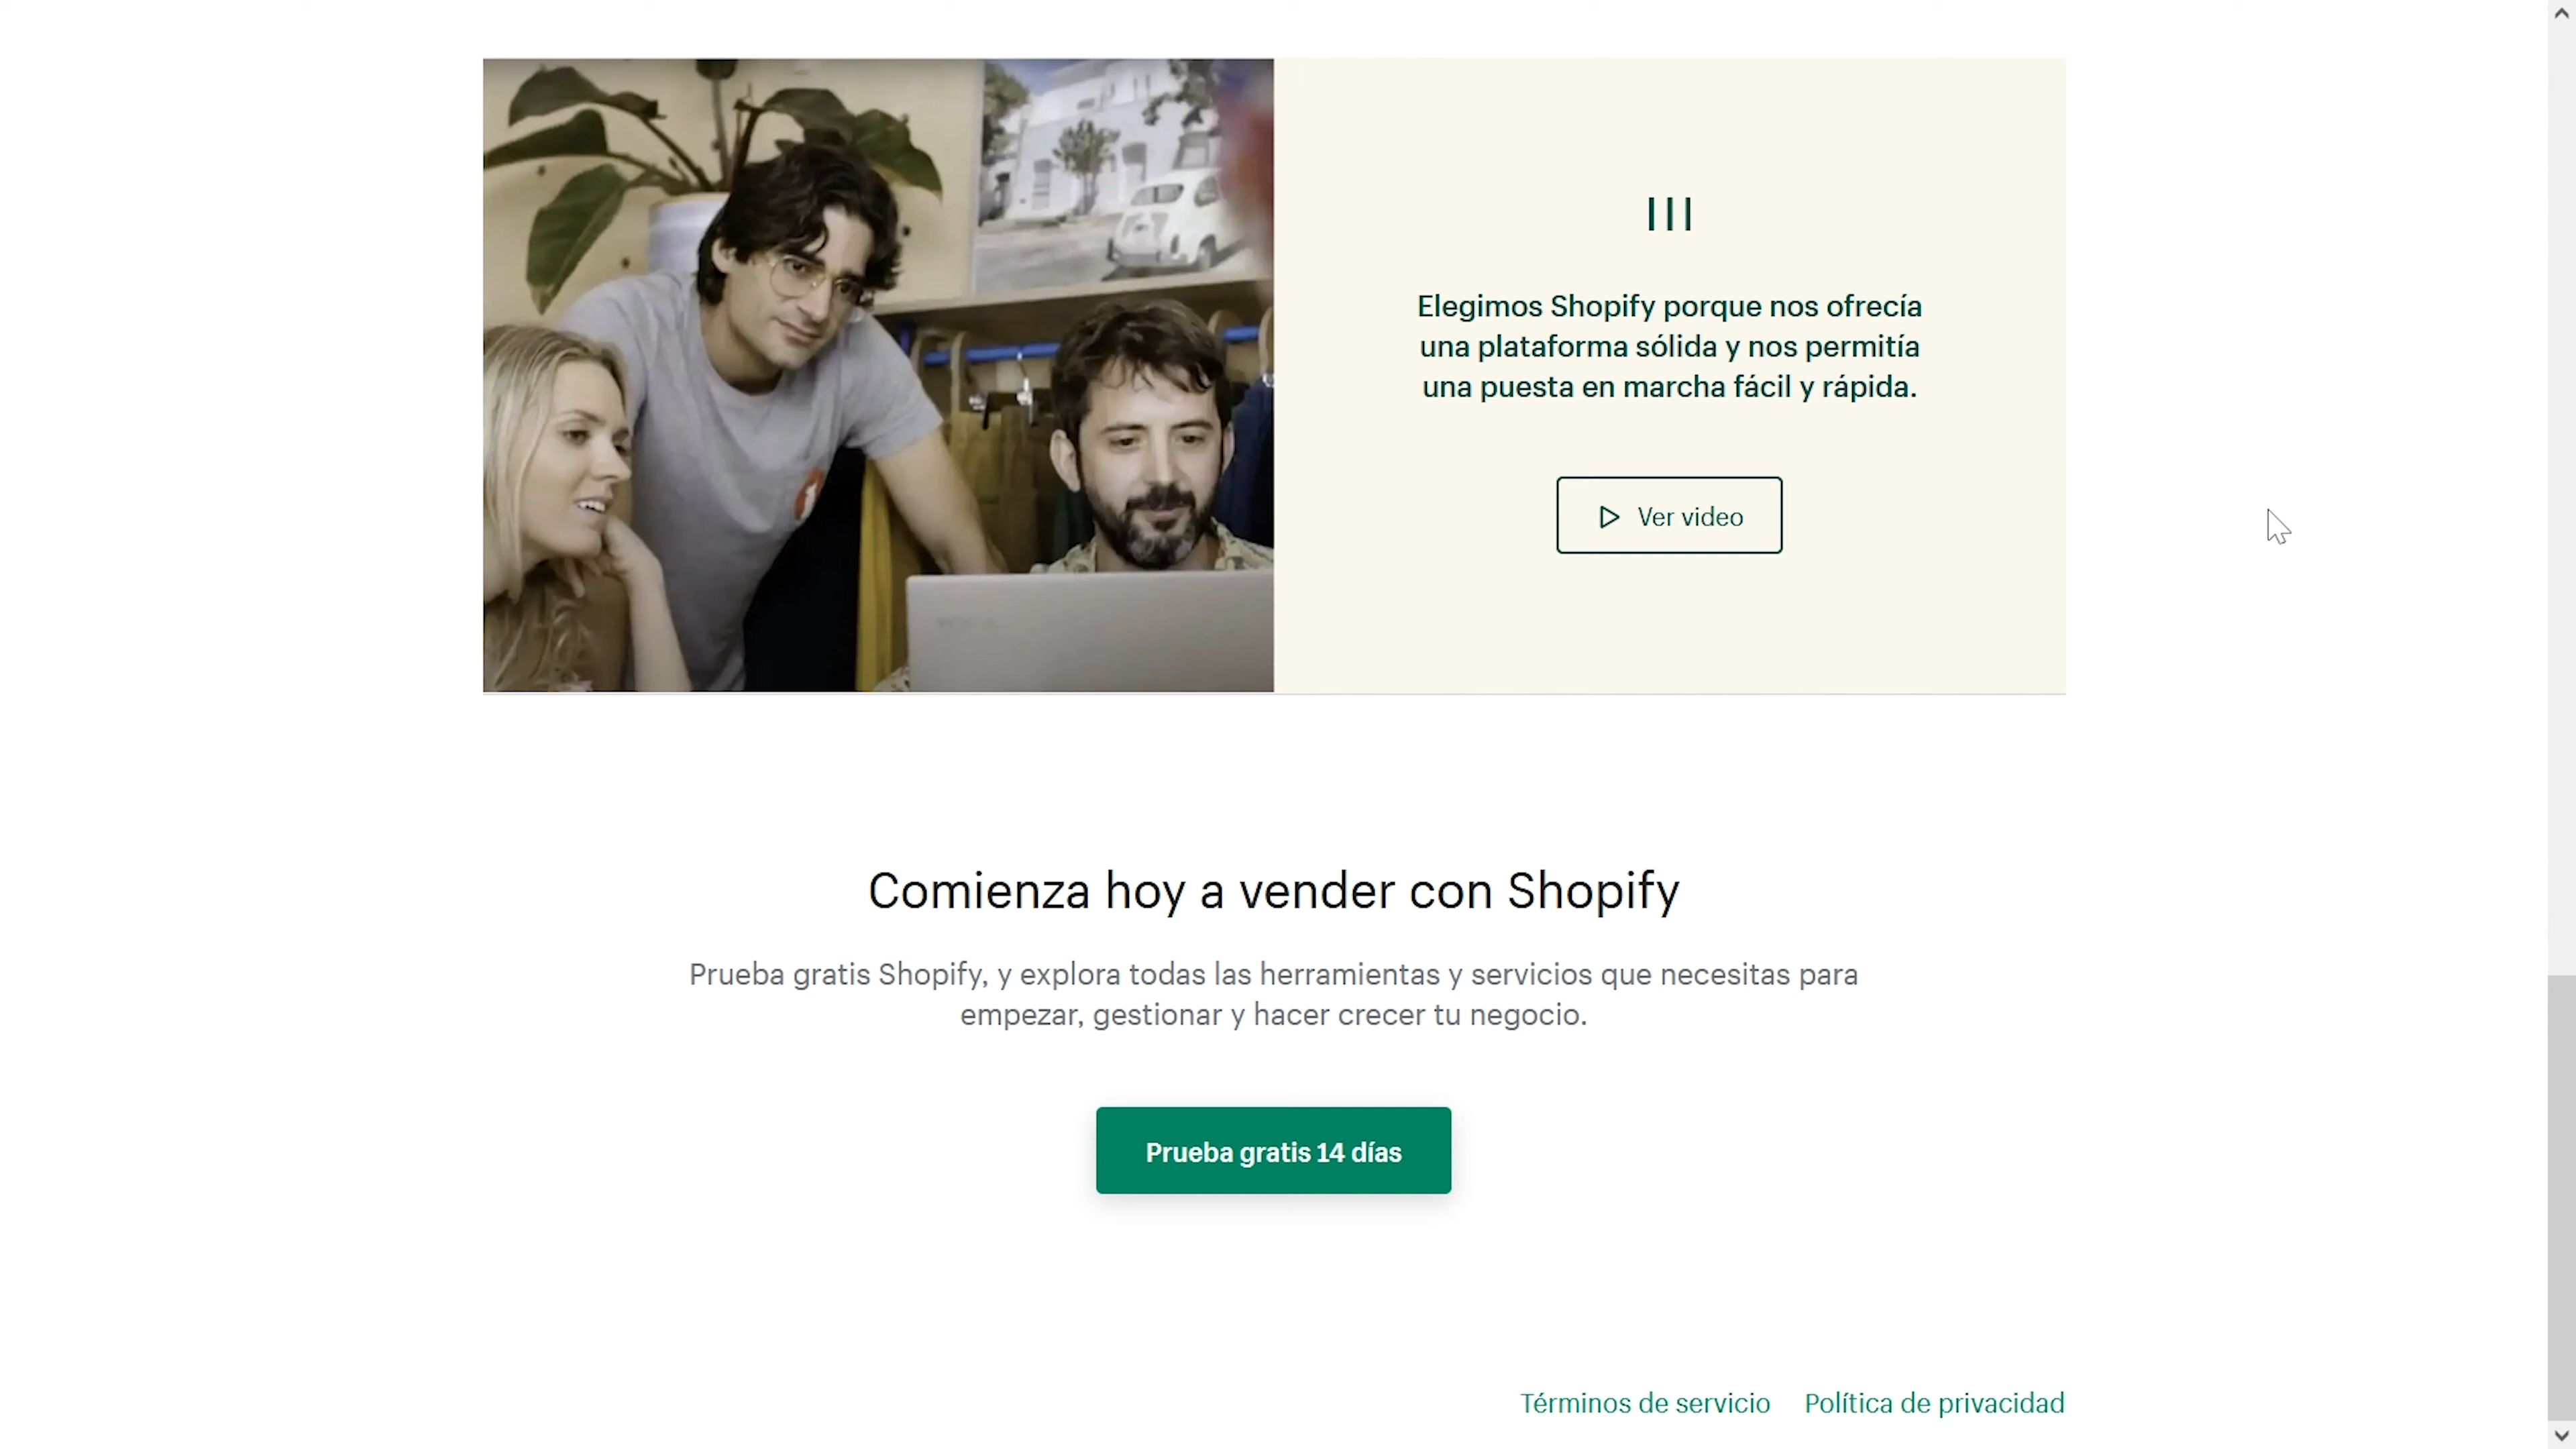 Elegimos Shopify porque nos ofrecía
una plataforma sólida y nos permitía
una puesta en marcha fácil y rápida.
Ver video
Comienza hoy a vender con Shopify
Prueba gratis Shopify, y explora todas las herramientas y servicios que necesitas para
empezar, gestionar y hacer crecer tu negocio.
Prueba gratis 14 días
Términos de servicio Política de privacidad